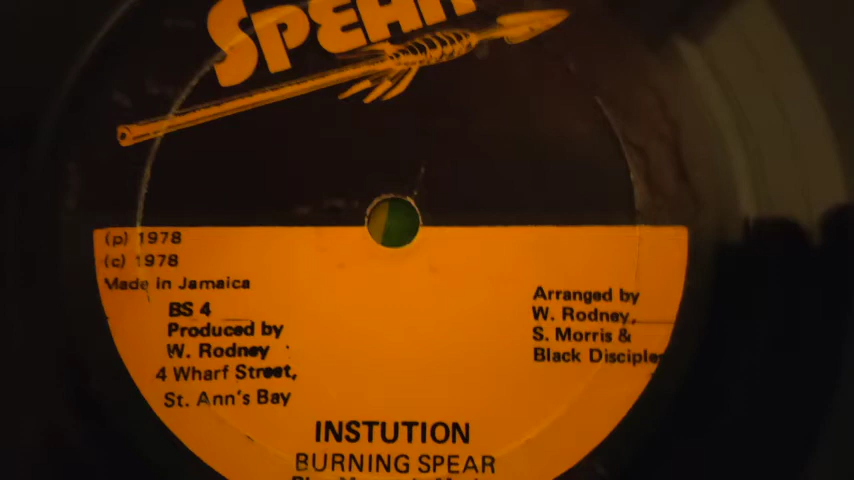 SPEAR
(p) 1978
(c) 1978
Made in Jamaica
BS 4
Produced by
W. Rodney
4 Wharf Street,
St. Ann's Bay
Arranged by
W. Rodney,
S. Morris &
Black Disciples
INSTUTION
BURNING SPEAR